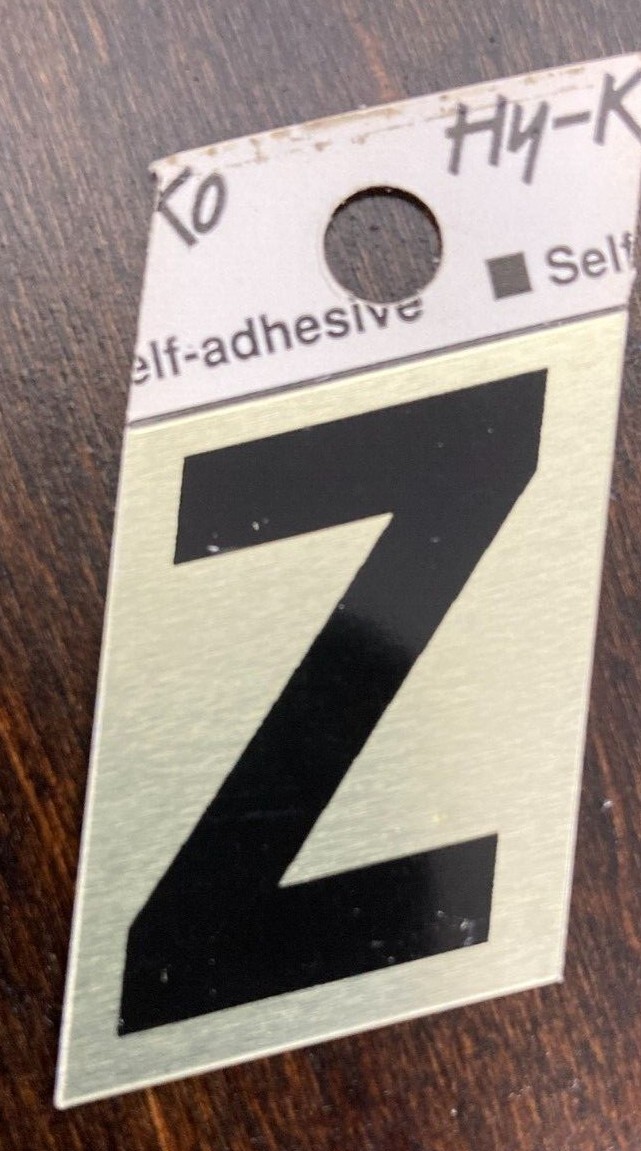 KO Hy-K
elf-adhesive ■ Self
Z